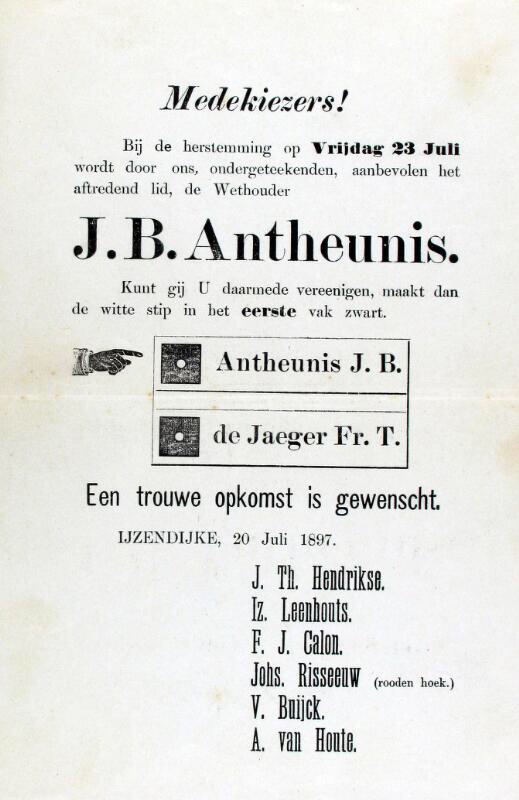 Medekiezers!
Bij de herstemming op Vrijdag 23 Juli
wordt door ons, ondergeteekenden, aanbevolen het
aftredend lid, de Wethouder
J. B. Antheunis.
Kunt gij U daarmede vereenigen, maakt dan
de witte stip in het eerste vak zwart.
Antheunis J. B.
de Jaeger Fr. T.
Een trouwe opkomst is gewenscht.
IJZENDIJKE, 20 Juli 1897.
J. Th. Hendrikse.
Iz. Leenhouts.
F. J. Calon.
Johs. Risseeuw (rooden hoek.)
V. Buijck.
A. van Houte.